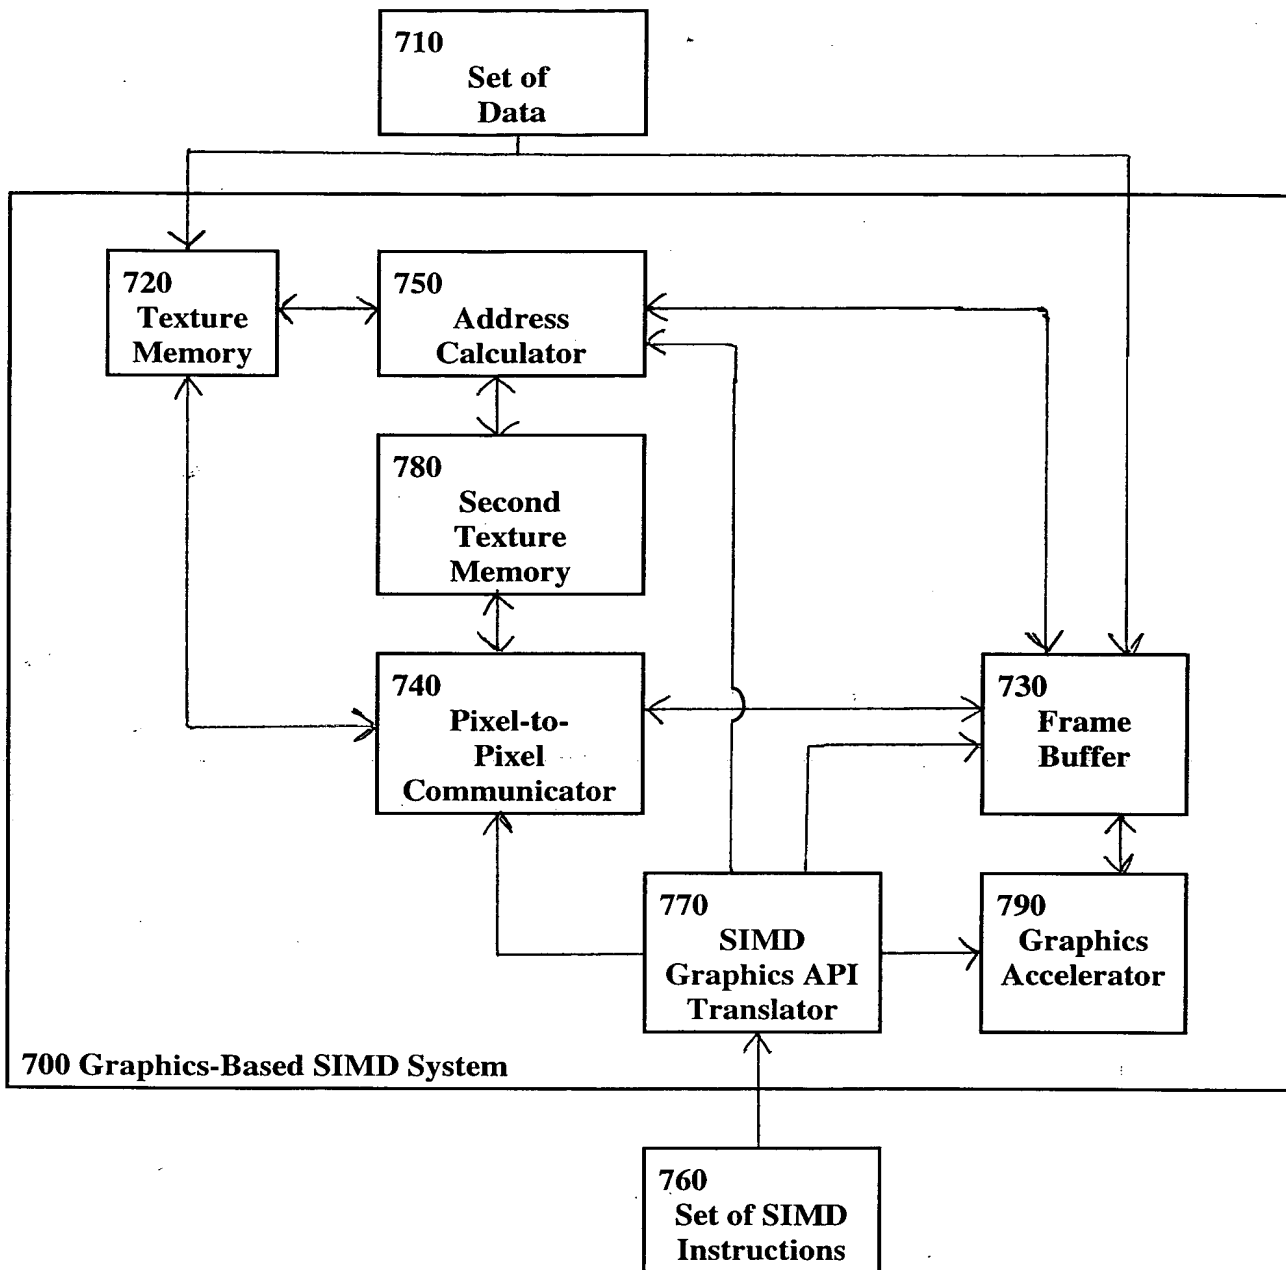 710
Set of
Data
720
Texture
Memory
750
Address
Calculator
780
Second
Texture
Memory
740
Pixel-to-
Pixel
Communicator
730
Frame
Buffer
770
SIMD
Graphics API
Translator
790
Graphics
Accelerator
700 Graphics-Based SIMD System
760
Set of SIMD
Instructions